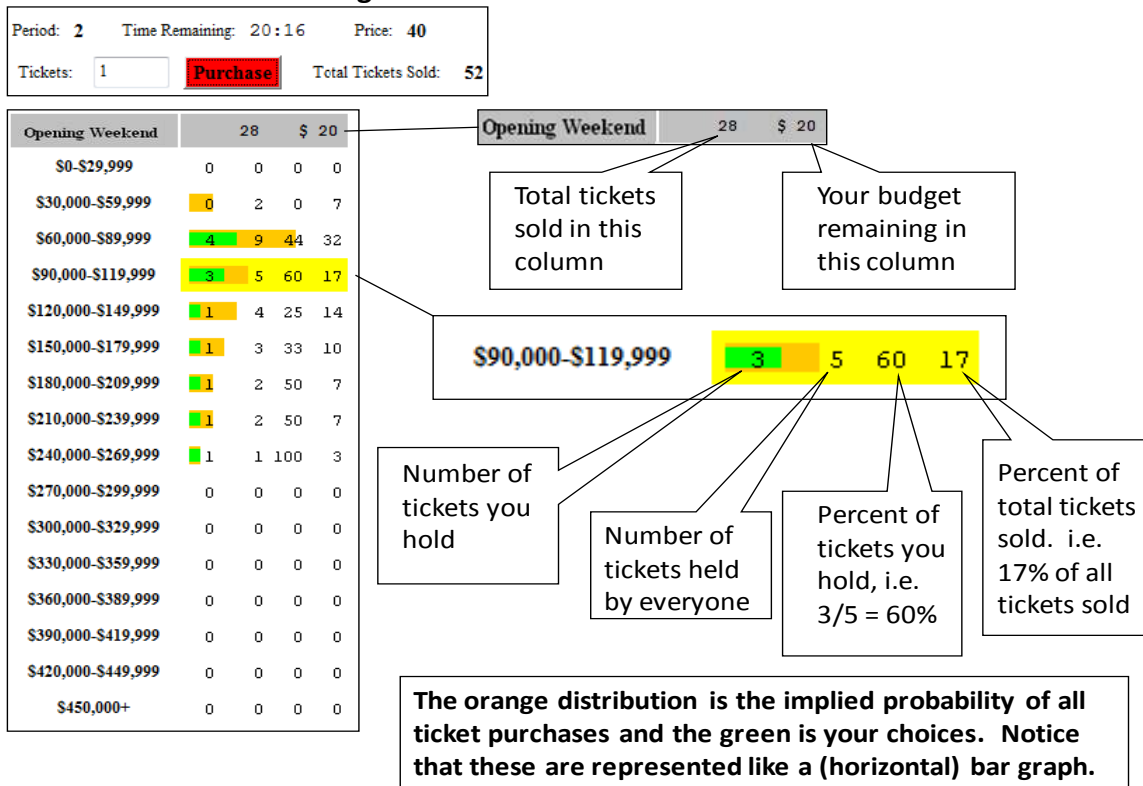 Period: 2 Time Remaining: 20:16 Price: 40
Tickets: 1 Purchase Total Tickets Sold: 52
Opening Weekend 28 $ 20
$0-$29,999 0 0 0 0
$30,000-$59,999 0 2 0 7
$60,000-$89,999 4 9 44 32
$90,000-$119,999 3 5 60 17
$120,000-$149,999 1 4 25 14
$150,000-$179,999 1 3 33 10
$180,000-$209,999 1 2 50 7
$210,000-$239,999 1 2 50 7
$240,000-$269,999 1 1 100 3
$270,000-$299,999 0 0 0 0
$300,000-$329,999 0 0 0 0
$330,000-$359,999 0 0 0 0
$360,000-$389,999 0 0 0 0
$390,000-$419,999 0 0 0 0
$420,000-$449,999 0 0 0 0
$450,000+ 0 0 0 0
Opening Weekend 28 $ 20
Total tickets
sold in this
column
Your budget
remaining in
this column
$90,000-$119,999 3 5 60 17
Number of
tickets you
hold
Number of
tickets held
by everyone
Percent of
tickets you
hold, i.e.
3/5 = 60%
Percent of
total tickets
sold. i.e.
17% of all
tickets sold
The orange distribution is the implied probability of all
ticket purchases and the green is your choices. Notice
that these are represented like a (horizontal) bar graph.